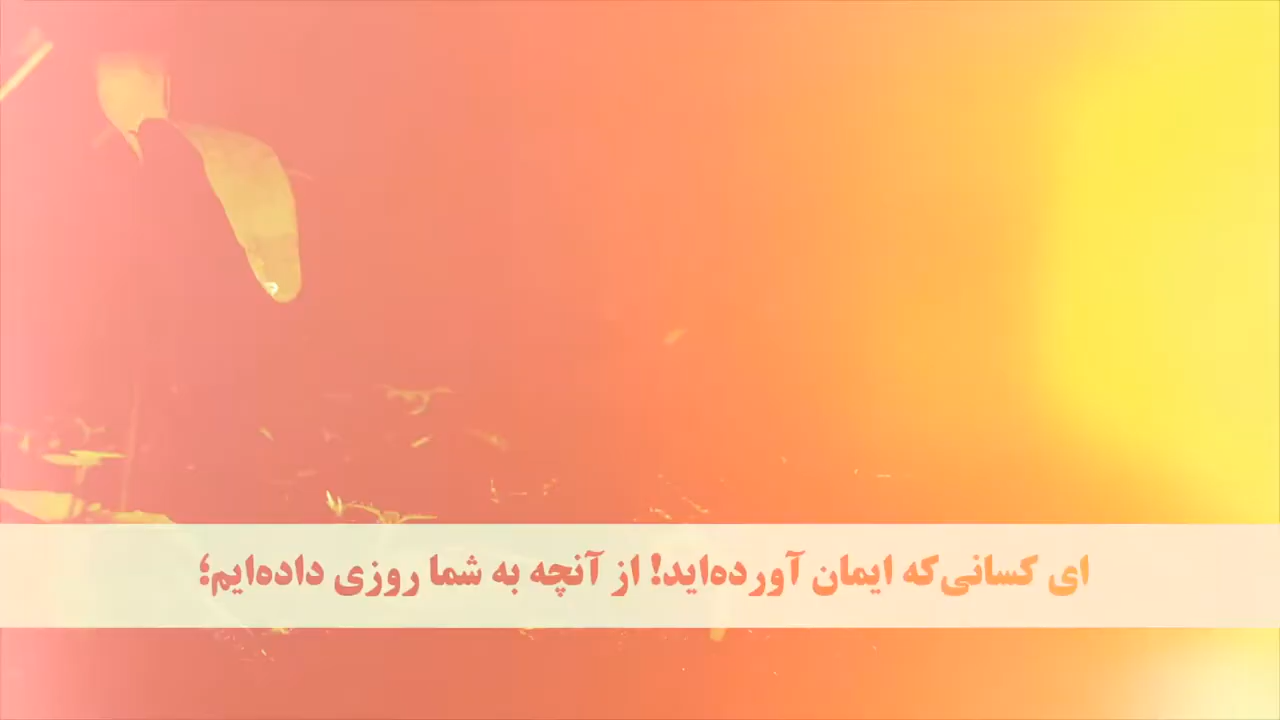 ای کسانی‌که ایمان آورده‌اید! از آنچه به شما روزی داده‌ایم؛